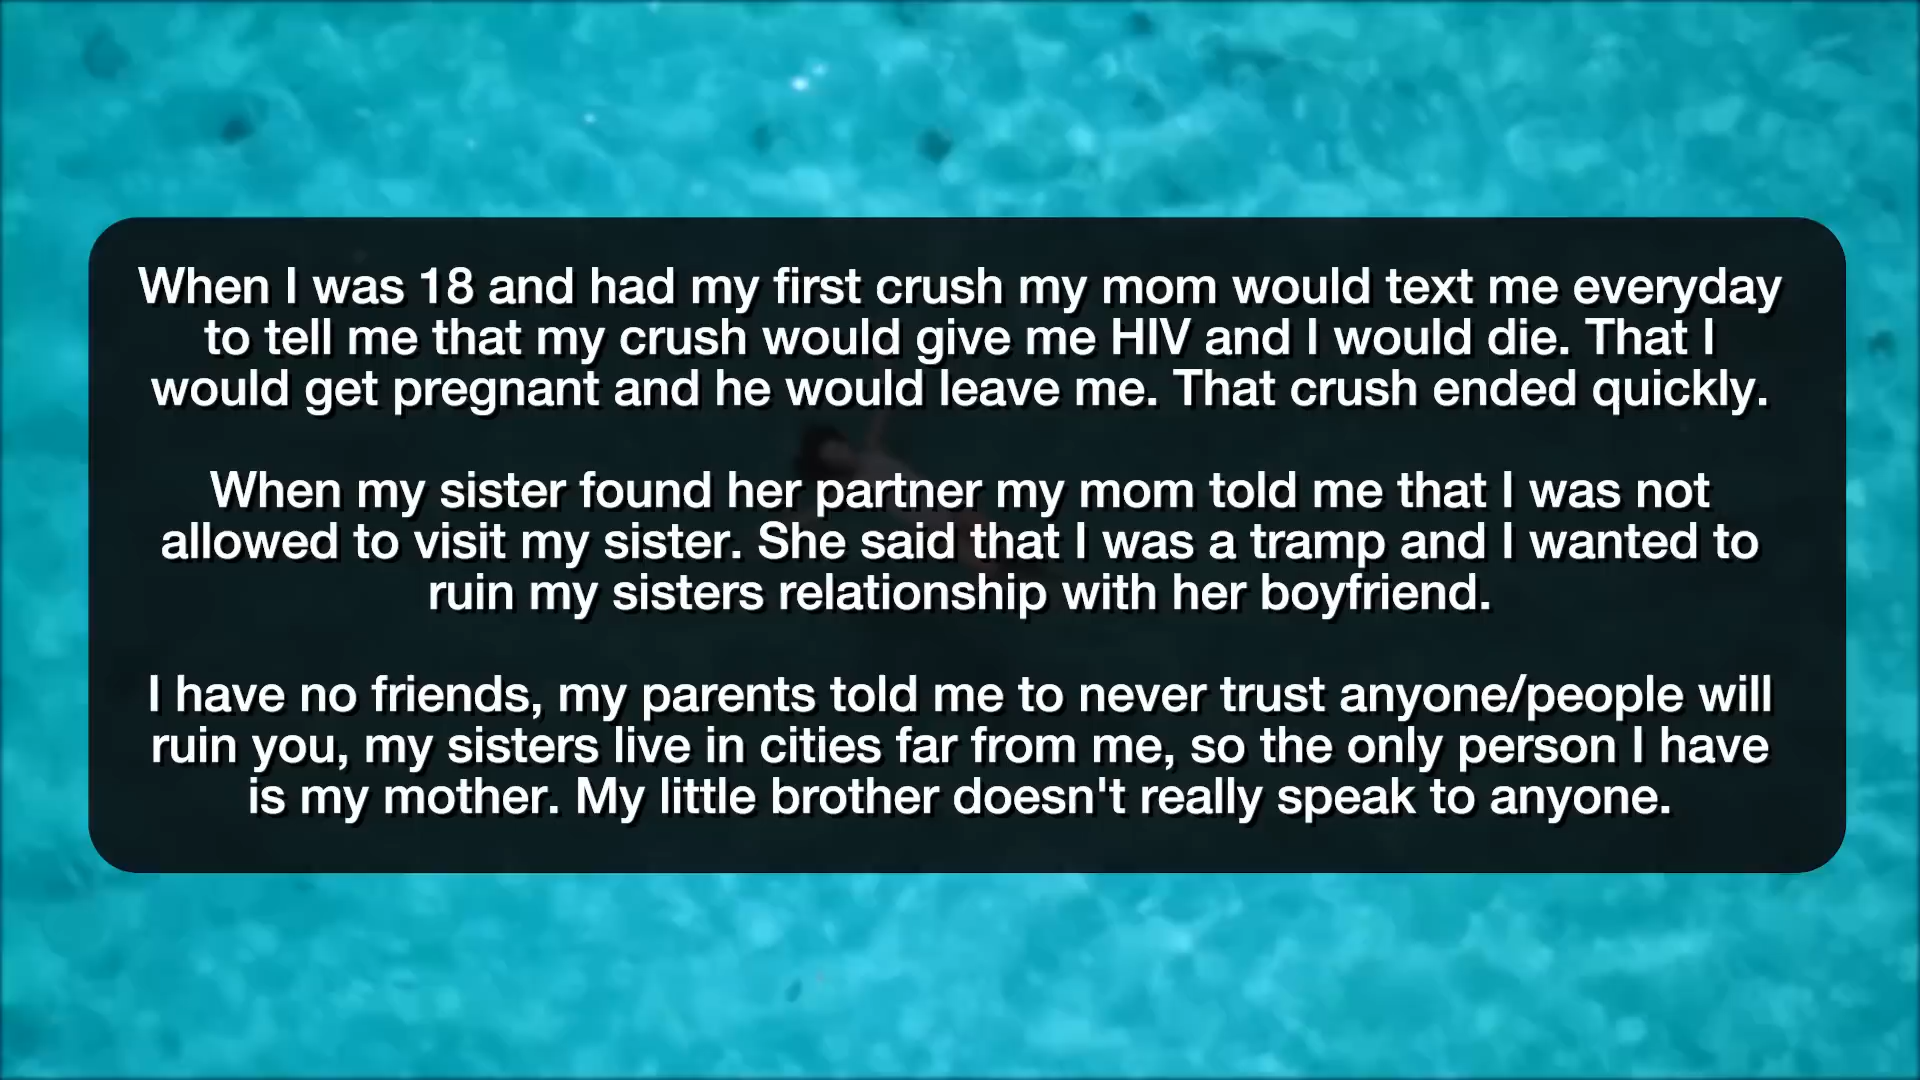 When I was 18 and had my first crush my mom would text me everyday
to tell me that my crush would give me HIV and I would die. That I
would get pregnant and he would leave me. That crush ended quickly.
When my sister found her partner my mom told me that I was not
allowed to visit my sister. She said that I was a tramp and I wanted to
ruin my sisters relationship with her boyfriend.
I have no friends, my parents told me to never trust anyone/people will
ruin you, my sisters live in cities far from me, so the only person I have
is my mother. My little brother doesn't really speak to anyone.